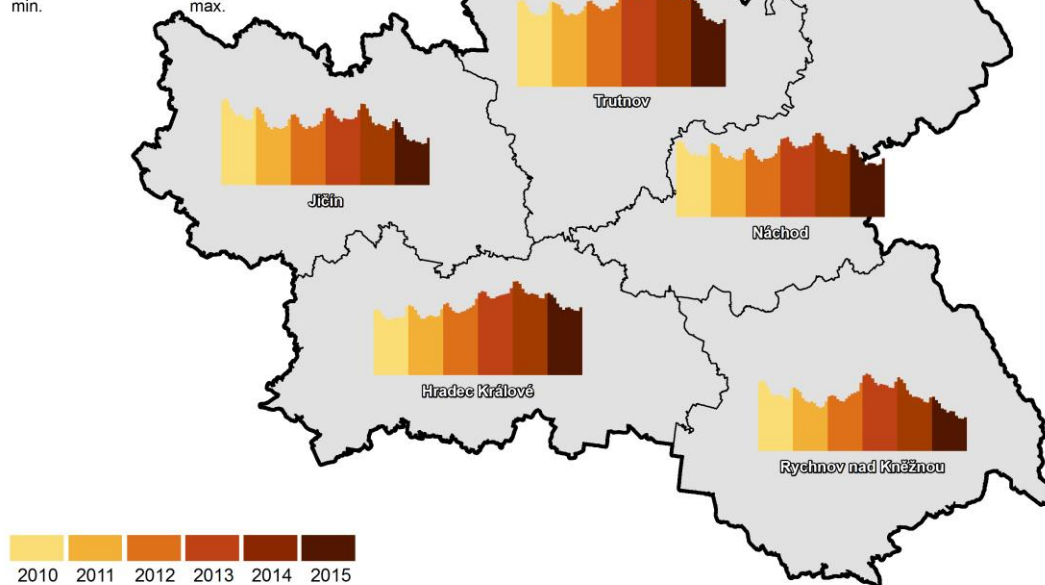 min. max.
Trutnov
Jičín
Náchod
Hradec Králové
Rychnov nad Kněžnou
2010 2011 2012 2013 2014 2015